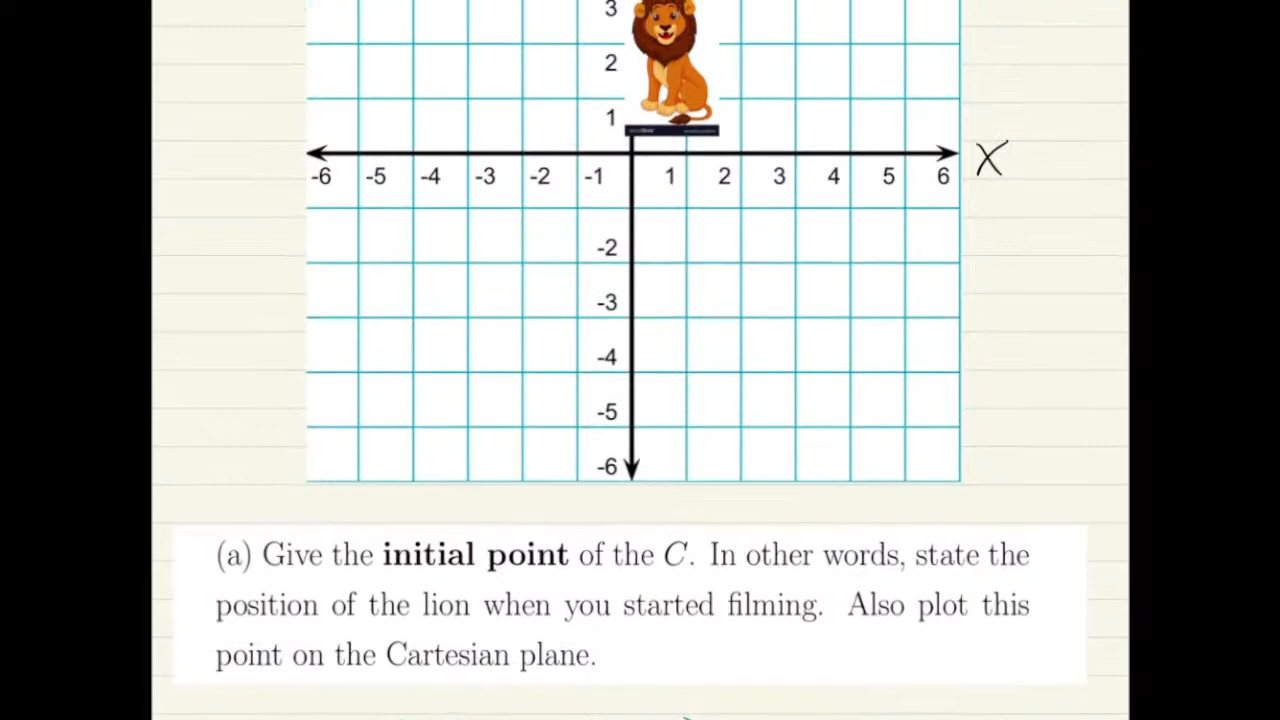 3
2
1
X
-6 -5 -4 -3 -2 -1 1 2 3 4 5 6
-2
-3
-4
-5
-6
(a) Give the initial point of the C. In other words, state the
position of the lion when you started filming. Also plot this
point on the Cartesian plane.